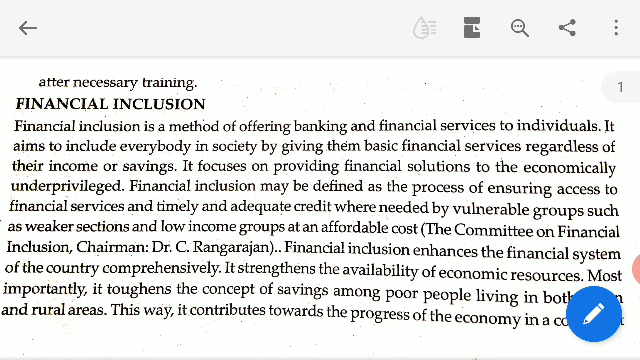 1
after necessary training.
FINANCIAL INCLUSION
Financial inclusion is a method of offering banking and financial services to individuals. It
aims to include everybody in society by giving them basic financial services regardless of
their income or savings. It focuses on providing financial solutions to the economically
underprivileged. Financial inclusion may be defined as the process of ensuring access to
financial services and timely and adequate credit where needed by vulnerable groups such
as weaker sections and low income groups at an affordable cost (The Committee on Financial
Inclusion, Chairman: Dr. C. Rangarajan).. Financial inclusion enhances the financial system
of the country comprehensively. It strengthens the availability of economic resources. Most
importantly, it toughens the concept of savings among poor people living in both
and rural areas. This way, it contributes towards the progress of the economy in a